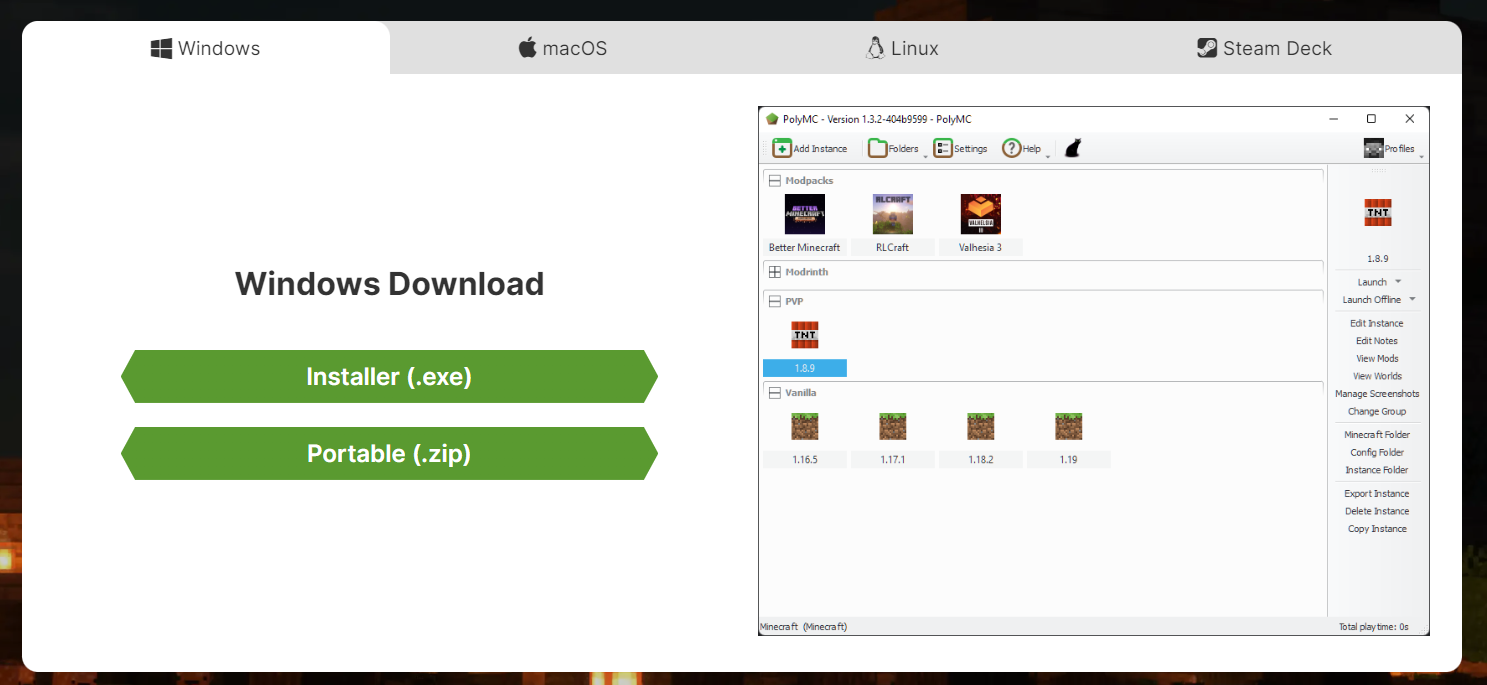 Windows
macOS
Linux
Steam Deck
Windows Download
Installer (.exe)
Portable (.zip)
PolyMC - Version 1.3.2-404b9599 - PolyMC
Add Instance
Folders
Settings
Help
Profiles
Modpacks
BETTER MINECRAFT
RLCRAFT
VALHELSIA
Better Minecraft
RLCraft
Valhesia 3
Modrinth
PVP
TNT
1.8.9
Vanilla
1.16.5
1.17.1
1.18.2
1.19
TNT
1.8.9
Launch
Launch Offline
Edit Instance
Edit Notes
View Mods
View Worlds
Manage Screenshots
Change Group
Minecraft Folder
Config Folder
Instance Folder
Export Instance
Delete Instance
Copy Instance
Minecraft (Minecraft)
Total playtime: 0s